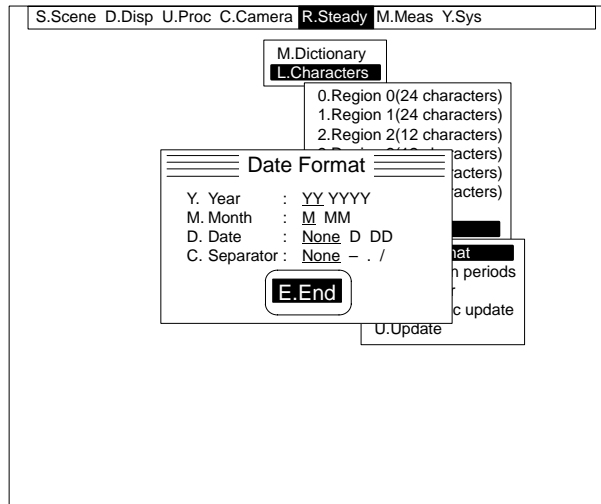 S.Scene D.Disp U.Proc C.Camera R.Steady M.Meas Y.Sys
M.Dictionary
L.Characters
0.Region 0(24 characters)
1.Region 1(24 characters)
2.Region 2(12 characters)
acters)
acters)
acters)
Date Format
Y. Year : YY YYYY
M. Month : M MM
D. Date : None D DD
C. Separator : None – . /
E.End
mat
n periods
r
c update
U.Update